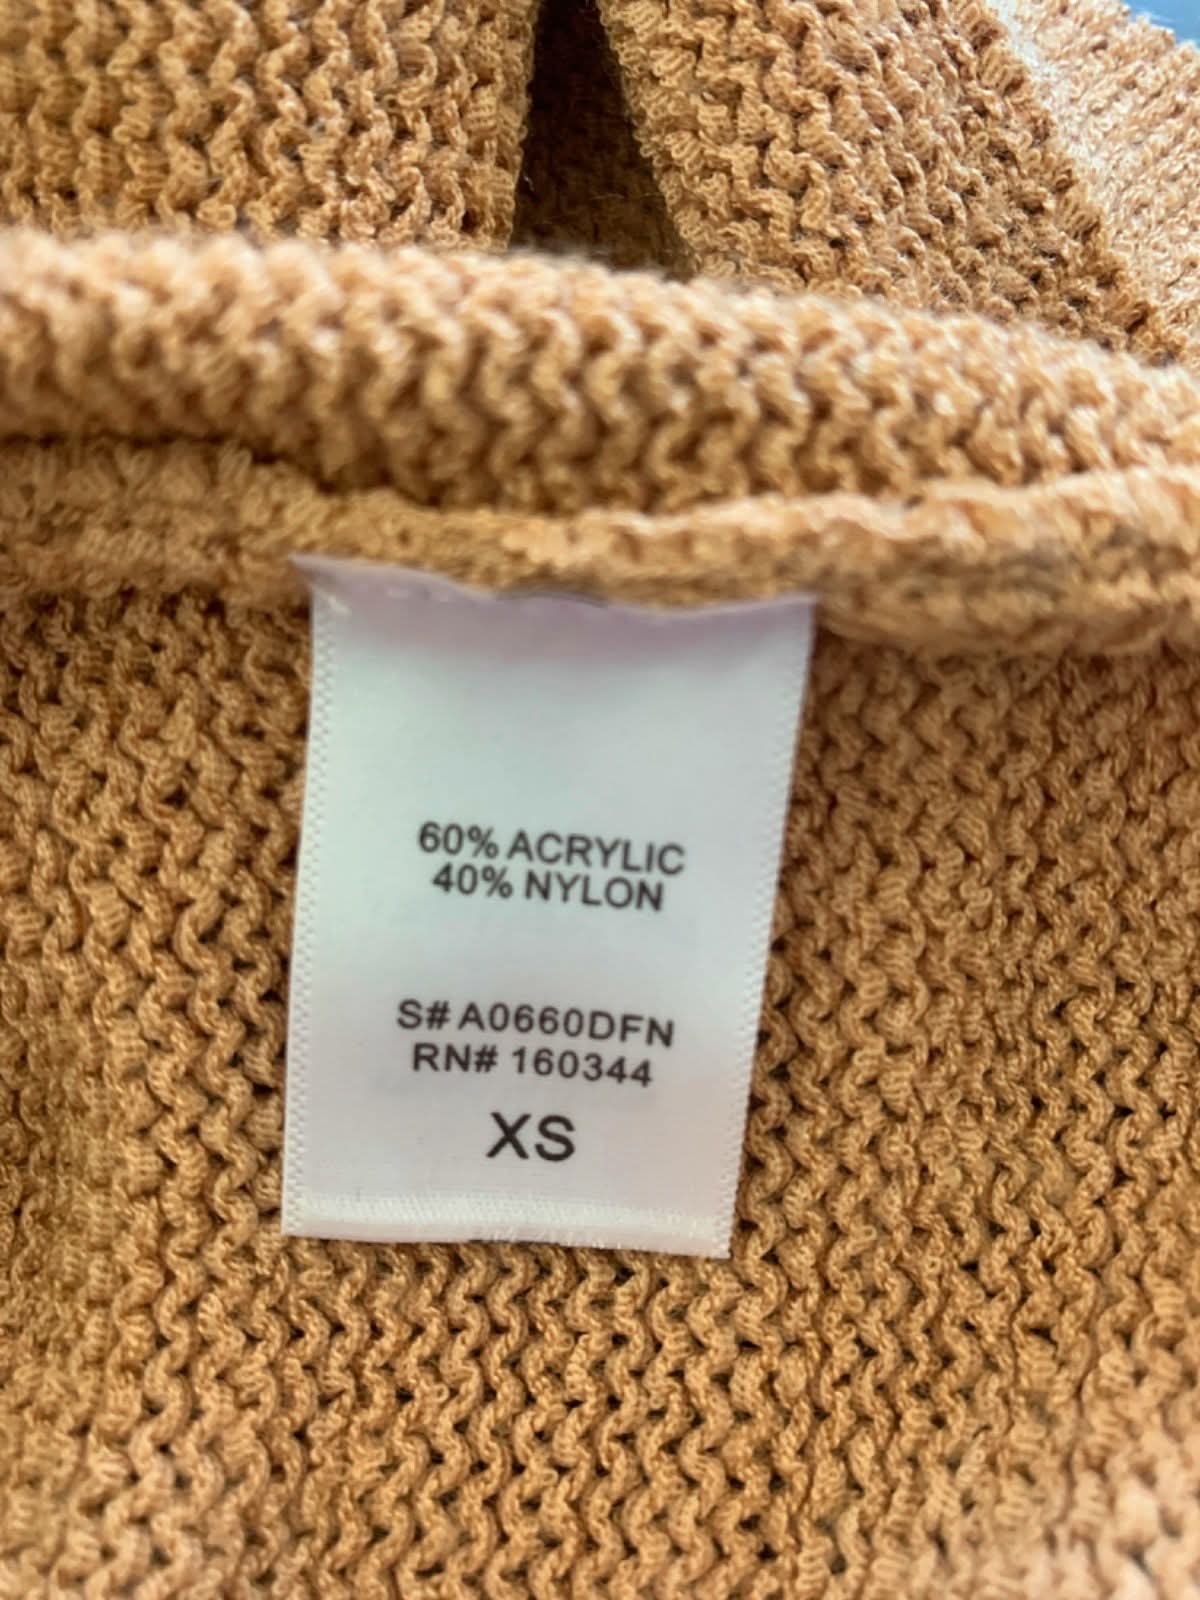 60% ACRYLIC
40% NYLON
S# A0660DFN
RN# 160344
XS